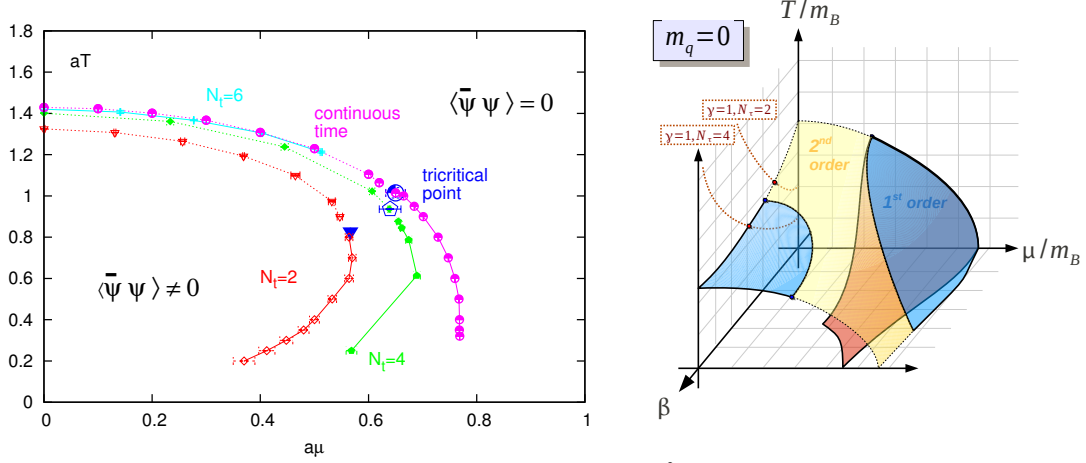 1.8
1.6
1.4
1.2
1
0.8
0.6
0.4
0.2
0
aT
N_t=6
continuous
time
⟨ψ̄ ψ⟩ = 0
tricritical
point
⟨ψ̄ ψ⟩ ≠ 0
N_t=2
N_t=4
0 0.2 0.4 0.6 0.8 1
aμ
m_q=0
T/m_B
γ=1, N_τ=2
γ=1, N_τ=4
2nd
order
1st order
μ/m_B
β